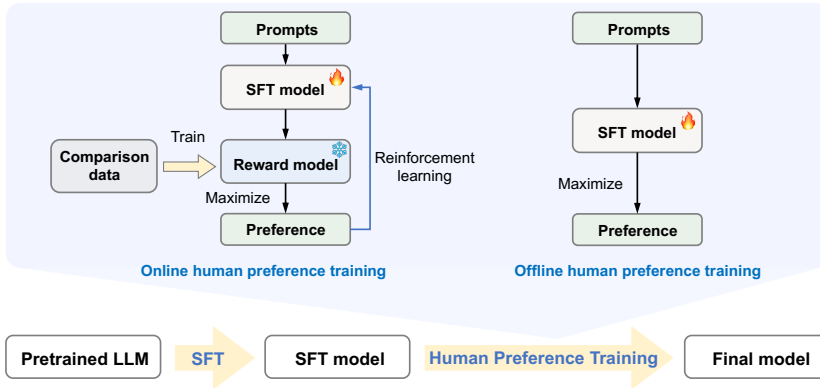 Prompts
SFT model
Train
Comparison
data
Reward model
Reinforcement
learning
Maximize
Preference
Online human preference training
Prompts
SFT model
Maximize
Preference
Offline human preference training
Pretrained LLM
SFT
SFT model
Human Preference Training
Final model